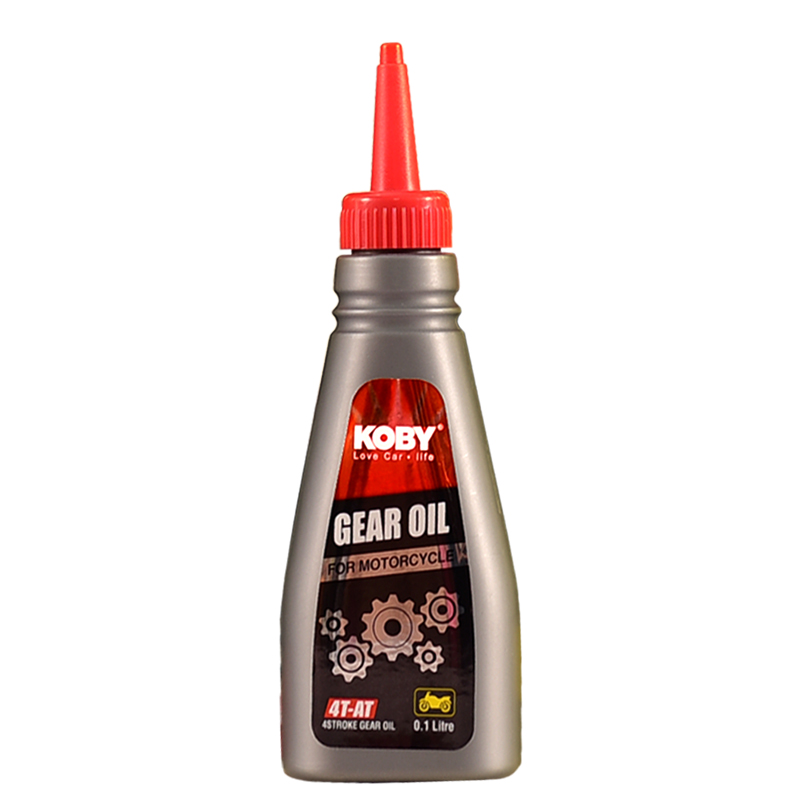 KOBY®
Love Car • life
GEAR OIL
FOR MOTORCYCLE
4T-AT
4STROKE GEAR OIL
0.1 Litre